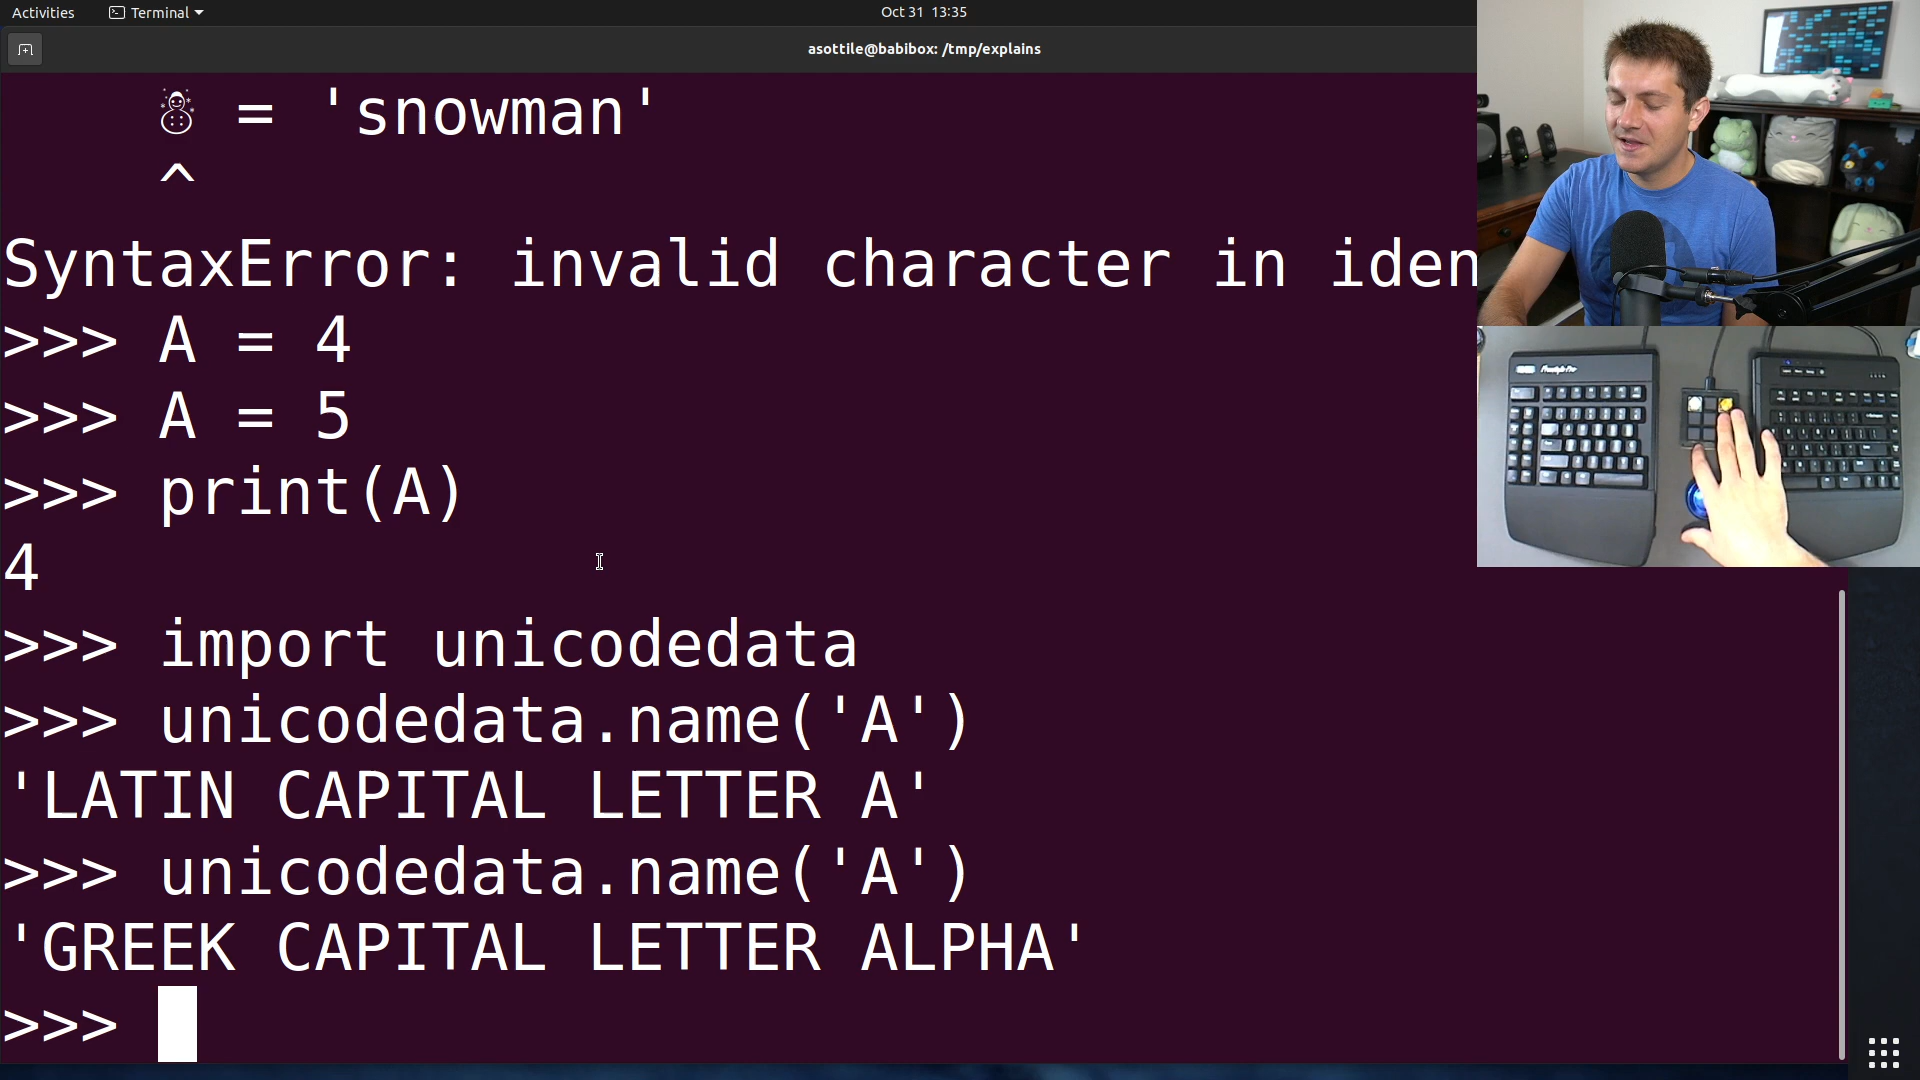 Activities
Terminal
Oct 31 13:35
asottile@babibox: /tmp/explains
☃ = 'snowman'
^
SyntaxError: invalid character in iden
>>> A = 4
>>> Α = 5
>>> print(A)
4
>>> import unicodedata
>>> unicodedata.name('A')
'LATIN CAPITAL LETTER A'
>>> unicodedata.name('Α')
'GREEK CAPITAL LETTER ALPHA'
>>>